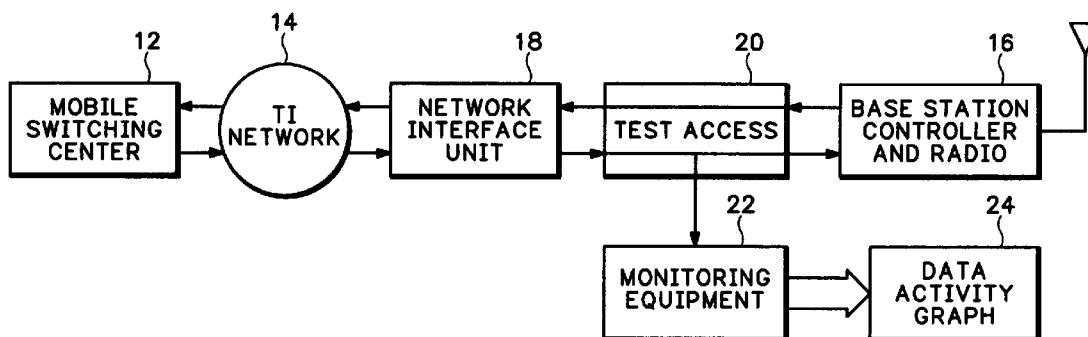 12
14
18
20
16
MOBILE
SWITCHING
CENTER
TI
NETWORK
NETWORK
INTERFACE
UNIT
TEST ACCESS
BASE STATION
CONTROLLER
AND RADIO
22
24
MONITORING
EQUIPMENT
DATA
ACTIVITY
GRAPH